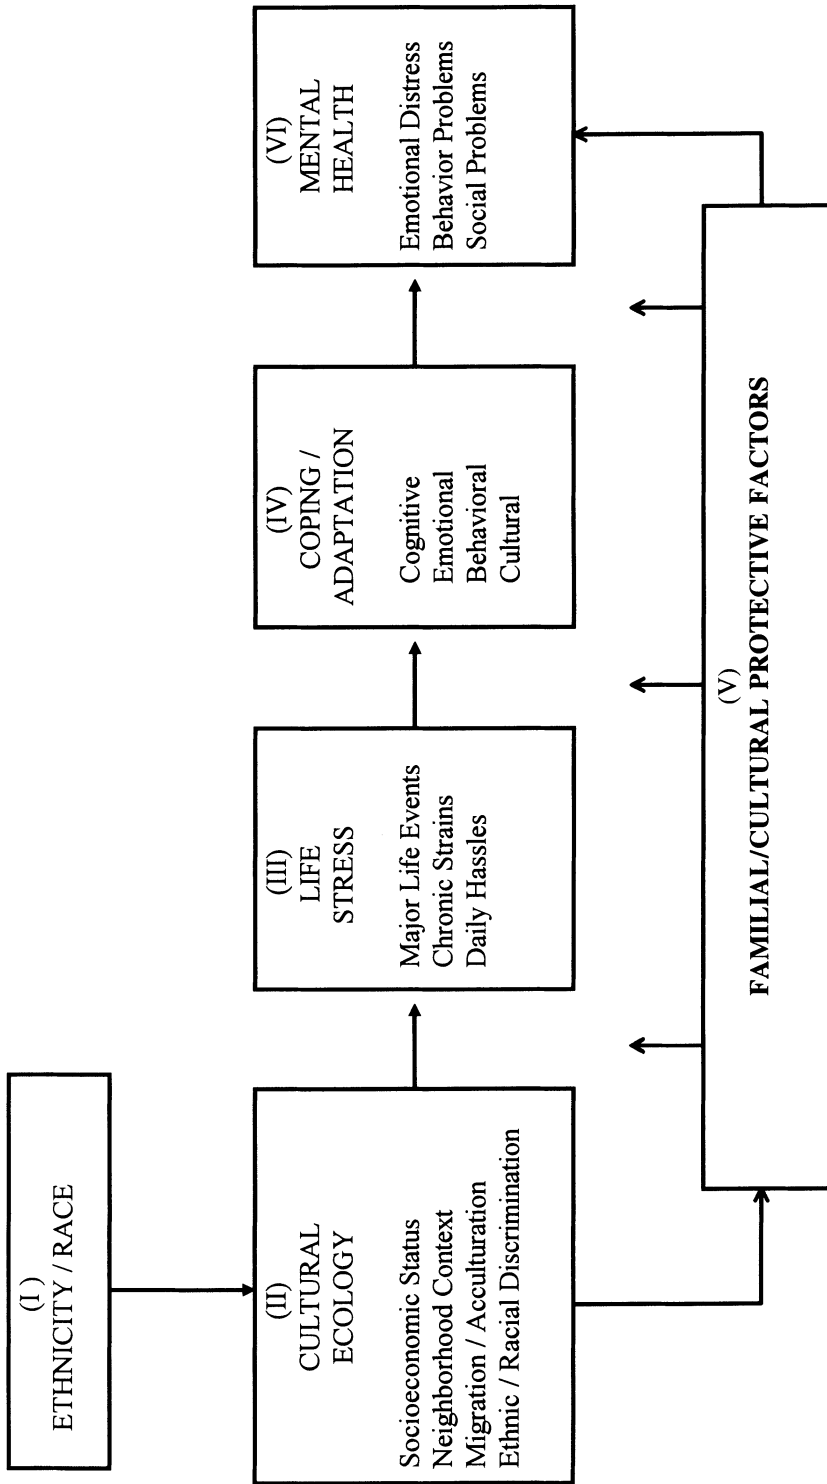 (I)
ETHNICITY / RACE
(II)
CULTURAL
ECOLOGY
Socioeconomic Status
Neighborhood Context
Migration / Acculturation
Ethnic / Racial Discrimination
(III)
LIFE
STRESS
Major Life Events
Chronic Strains
Daily Hassles
(IV)
COPING /
ADAPTATION
Cognitive
Emotional
Behavioral
Cultural
(VI)
MENTAL
HEALTH
Emotional Distress
Behavior Problems
Social Problems
(V)
FAMILIAL/CULTURAL PROTECTIVE FACTORS